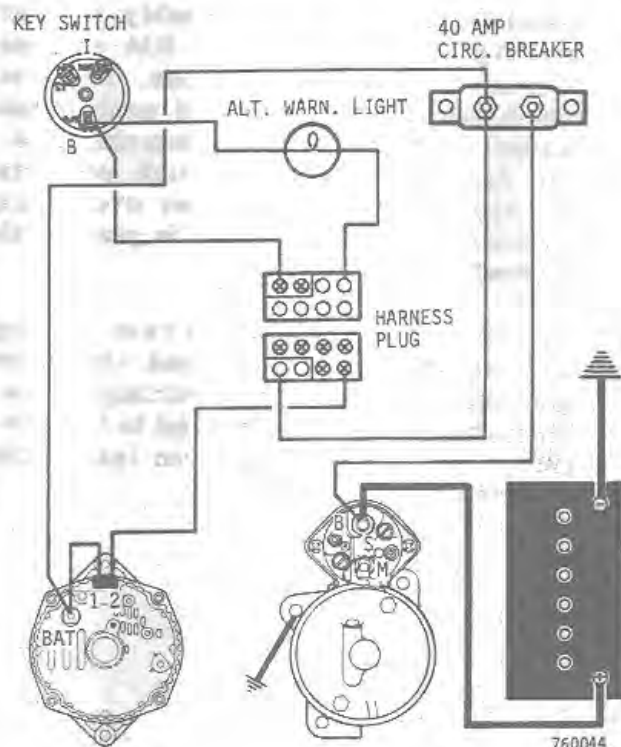 KEY SWITCH
I
B
40 AMP
CIRC. BREAKER
ALT. WARN. LIGHT
HARNESS
PLUG
B
S
M
1-2
BAT
760044